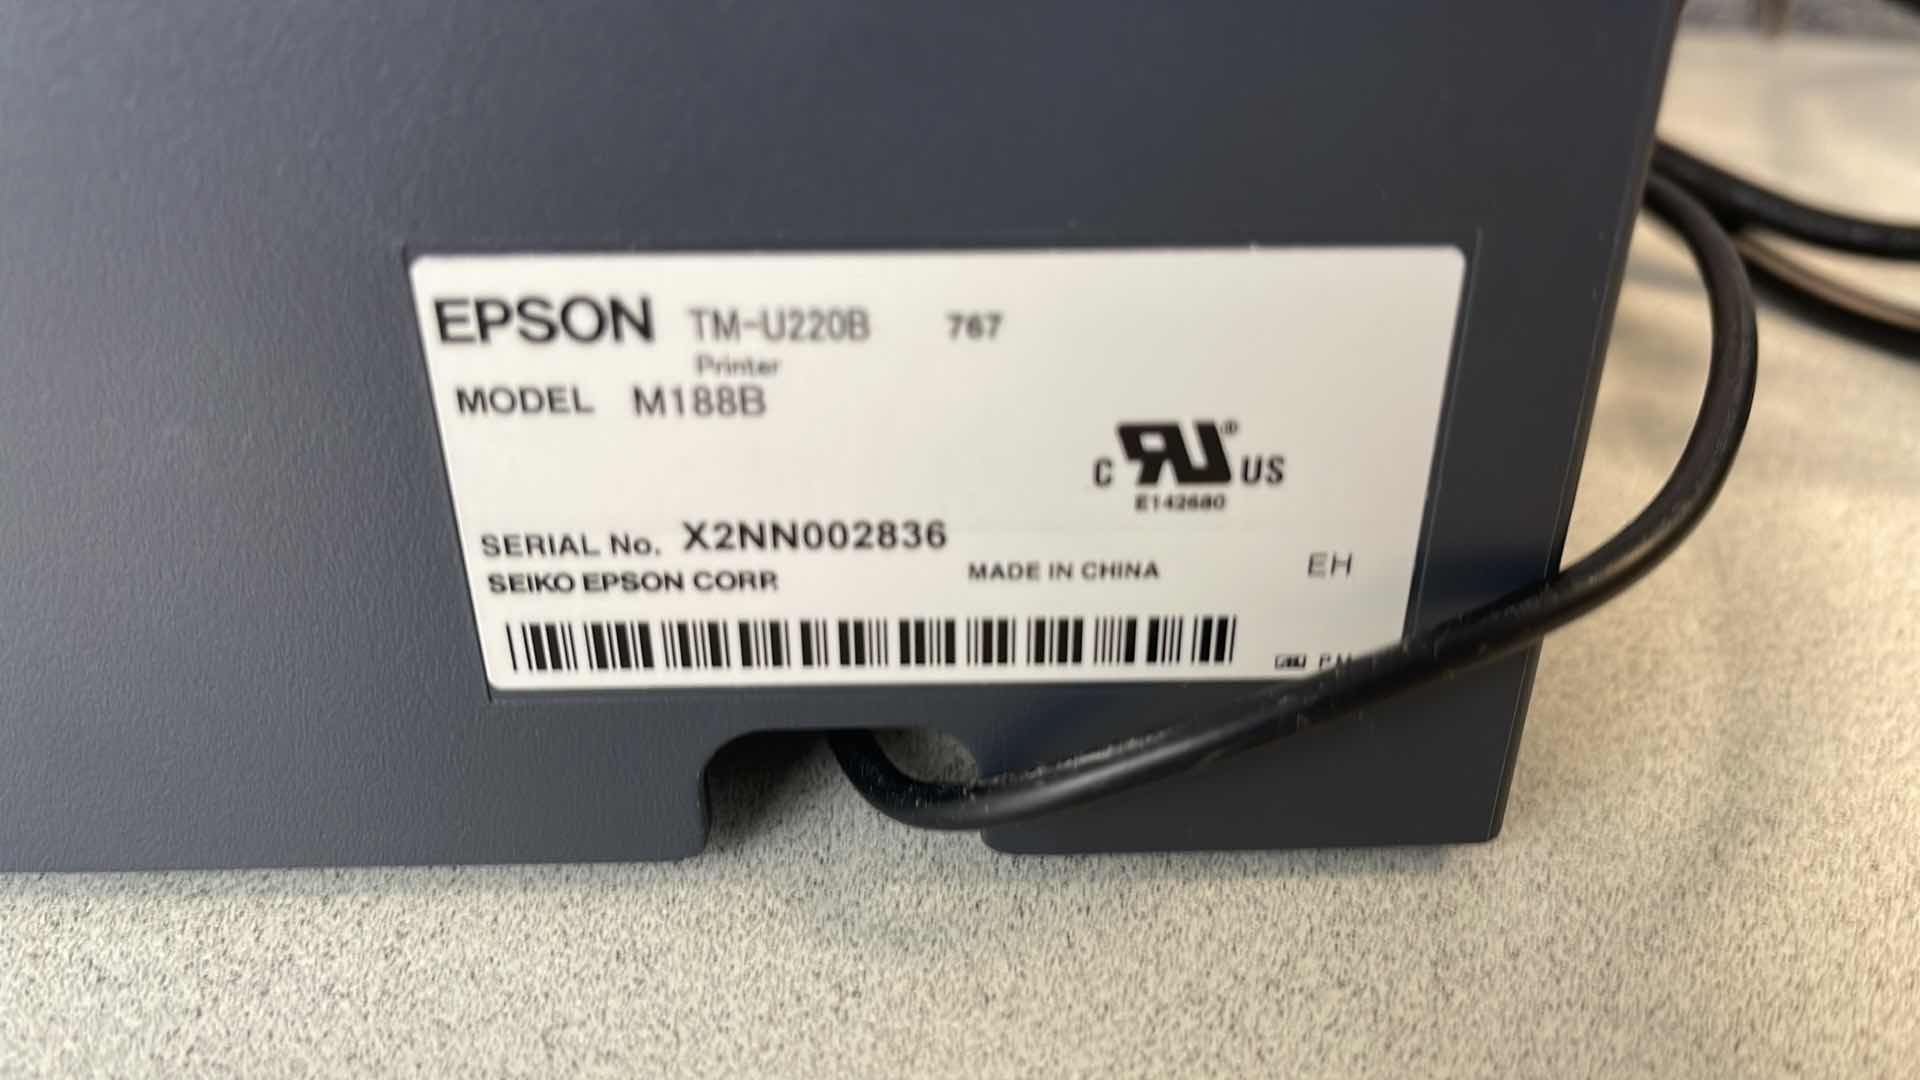 EPSON TM-U220B 767
Printer
MODEL M188B
C RU® US
E142680
SERIAL No. X2NN002836
SEIKO EPSON CORP. MADE IN CHINA EH